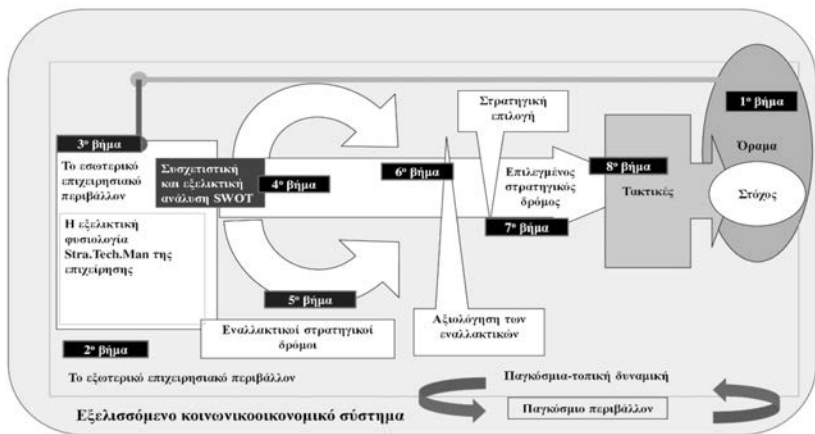 1ο βήμα
Όραμα
Στόχος
Στρατηγική
επιλογή
3ο βήμα
Το εσωτερικό
επιχειρησιακό
περιβάλλον
Συσχετιστική
και εξελικτική
ανάλυση SWOT
4ο βήμα
6ο βήμα
Επιλεγμένος
στρατηγικός
δρόμος
7ο βήμα
8ο βήμα
Τακτικές
Η εξελικτική
φυσιολογία
Stra.Tech.Man της
επιχείρησης
5ο βήμα
Εναλλακτικοί στρατηγικοί
δρόμοι
Αξιολόγηση των
εναλλακτικών
2ο βήμα
Το εξωτερικό επιχειρησιακό περιβάλλον
Παγκόσμια-τοπική δυναμική
Παγκόσμιο περιβάλλον
Εξελισσόμενο κοινωνικοοικονομικό σύστημα